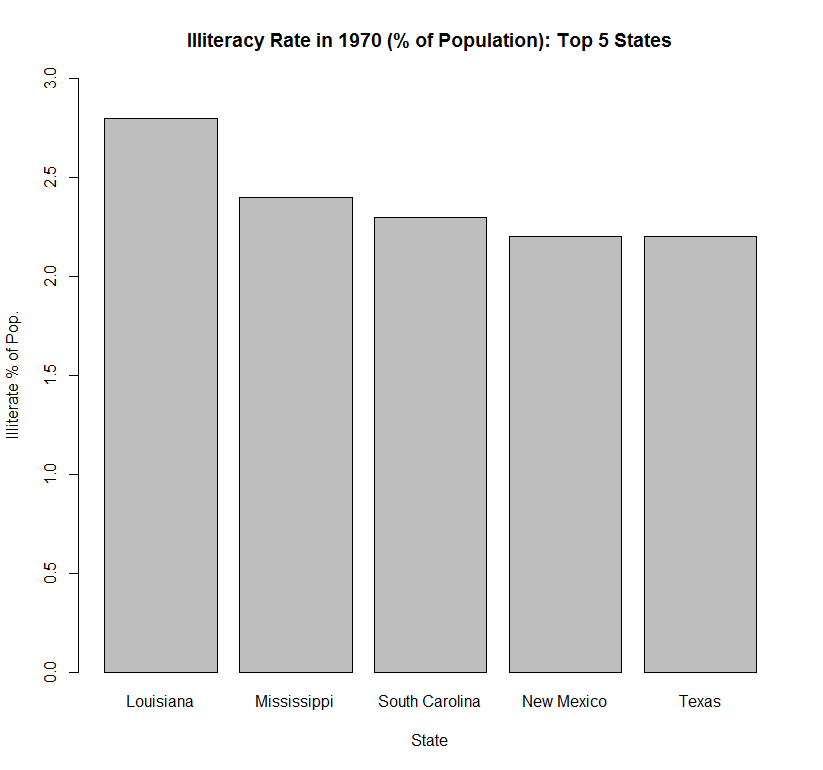 Illiteracy Rate in 1970 (% of Population): Top 5 States
3.0
2.5
2.0
1.5
1.0
0.5
0.0
Illiterate % of Pop.
Louisiana Mississippi South Carolina New Mexico Texas
State